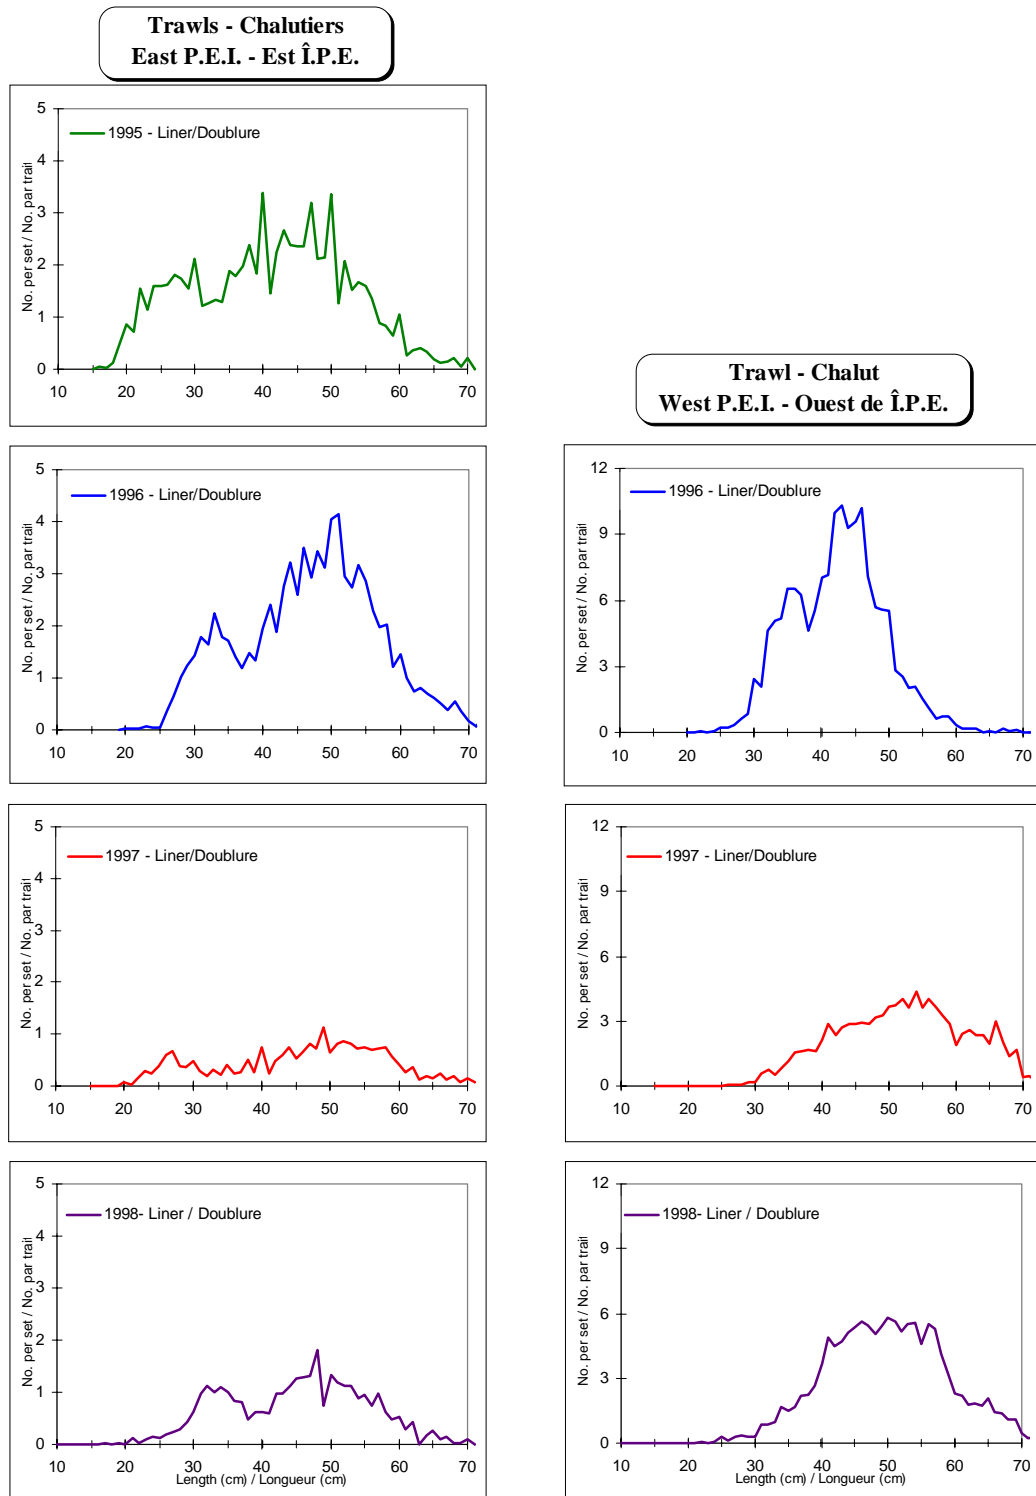 Trawls - Chalutiers
East P.E.I. - Est Î.P.E.
5
4
3
2
1
0
No. per set / No. par trait
1995 - Liner/Doublure
10 20 30 40 50 60 70
5
4
3
2
1
0
No. per set / No. par trait
1996 - Liner/Doublure
10 20 30 40 50 60 70
5
4
3
2
1
0
No. per set / No. par trait
1997 - Liner/Doublure
10 20 30 40 50 60 70
5
4
3
2
1
0
No. per set / No. par trait
1998- Liner / Doublure
10 20 30 40 50 60 70
Length (cm) / Longueur (cm)
Trawl - Chalut
West P.E.I. - Ouest de Î.P.E.
12
9
6
3
0
No. per set / No. par trait
1996 - Liner/Doublure
10 20 30 40 50 60 70
12
9
6
3
0
No. per set / No. par trait
1997 - Liner/Doublure
10 20 30 40 50 60 70
12
9
6
3
0
No. per set / No. par trait
1998- Liner / Doublure
10 20 30 40 50 60 70
Length (cm) / Longueur (cm)